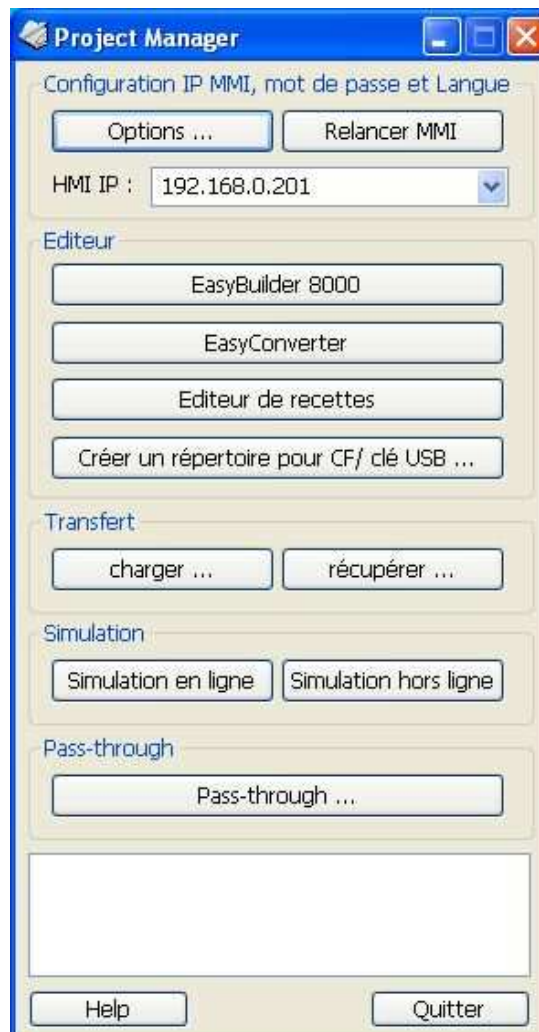 Project Manager
Configuration IP MMI, mot de passe et Langue
Options ... Relancer MMI
HMI IP : 192.168.0.201
Editeur
EasyBuilder 8000
EasyConverter
Editeur de recettes
Créer un répertoire pour CF/ clé USB ...
Transfert
charger ... récupérer ...
Simulation
Simulation en ligne Simulation hors ligne
Pass-through
Pass-through ...
Help Quitter